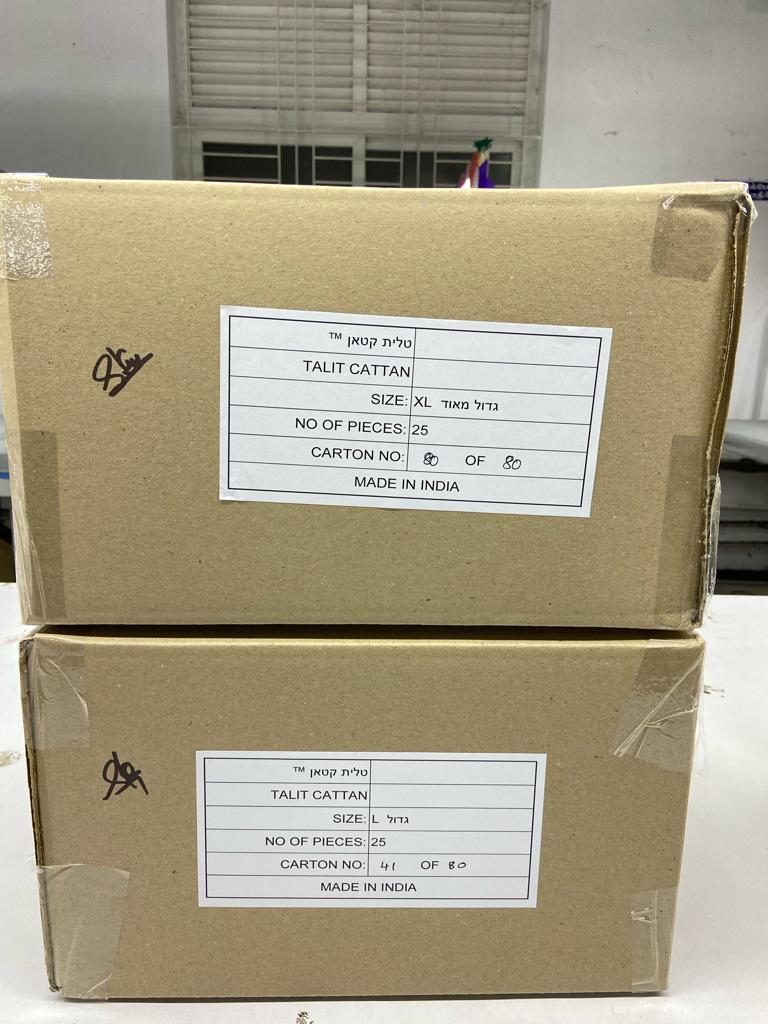 טלית קטאן ™
TALIT CATTAN
SIZE: XL גדול מאוד
NO OF PIECES: 25
CARTON NO: 80 OF 80
MADE IN INDIA
טלית קטאן ™
TALIT CATTAN
SIZE: L גדול
NO OF PIECES: 25
CARTON NO: 41 OF 80
MADE IN INDIA